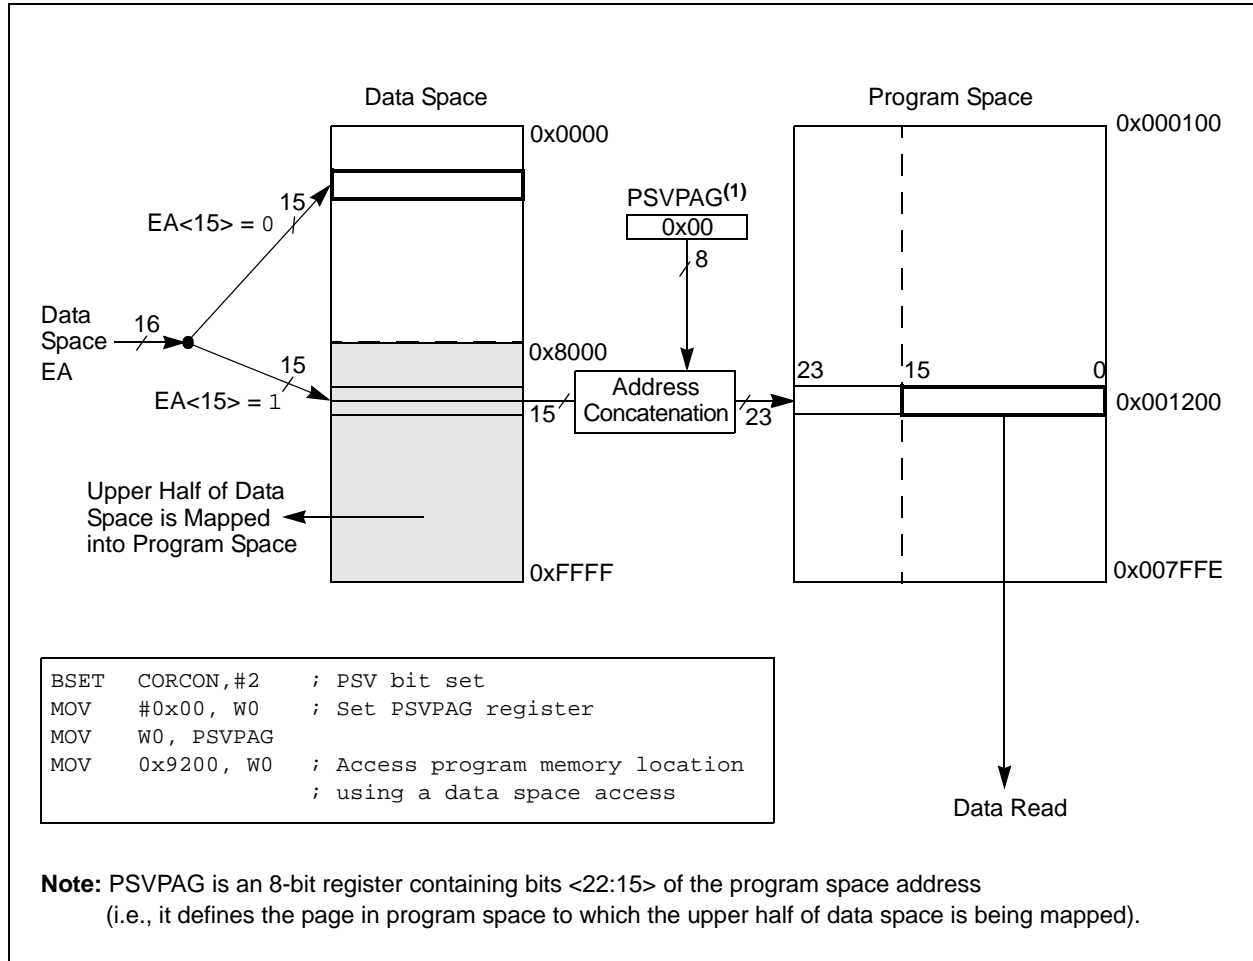 Data Space
Program Space
0x0000
0x000100
15
EA<15> = 0
PSVPAG(1)
0x00
8
Data
Space
EA
16
0x8000
15
EA<15> = 1
15
Address
Concatenation
23
23
15
0
0x001200
Upper Half of Data
Space is Mapped
into Program Space
0xFFFF
0x007FFE
BSET CORCON,#2 ; PSV bit set
MOV #0x00, W0 ; Set PSVPAG register
MOV W0, PSVPAG
MOV 0x9200, W0 ; Access program memory location
; using a data space access
Data Read
Note: PSVPAG is an 8-bit register containing bits <22:15> of the program space address
(i.e., it defines the page in program space to which the upper half of data space is being mapped).